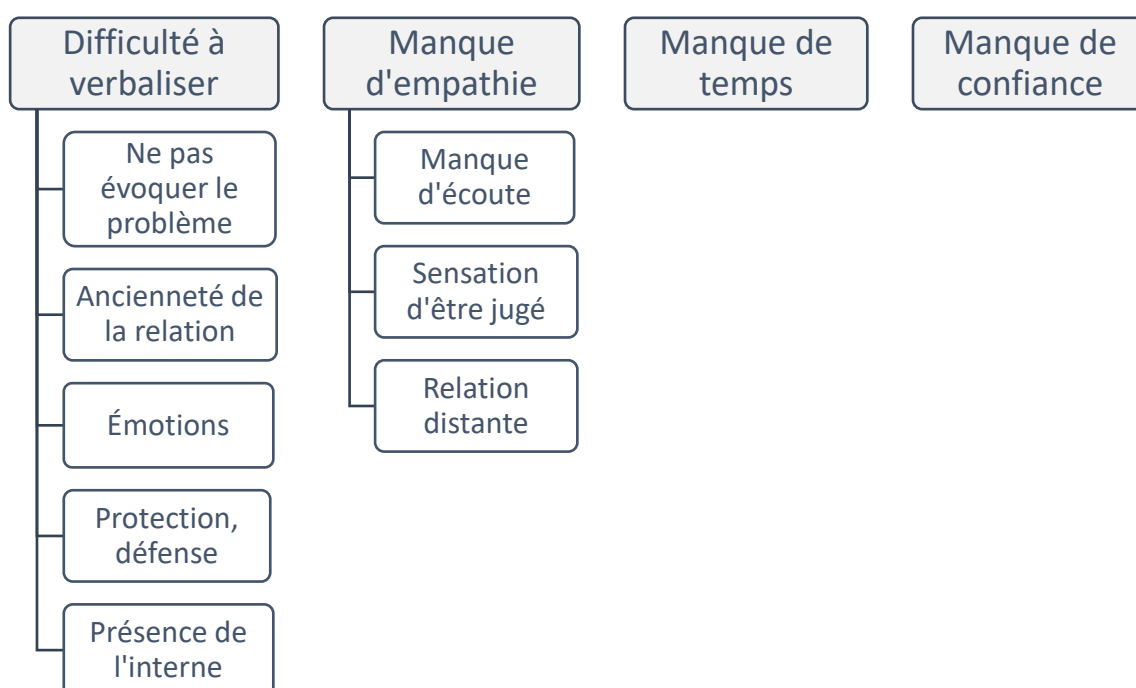 Difficulté à
verbaliser
Ne pas
évoquer le
problème
Ancienneté de
la relation
Émotions
Protection,
défense
Présence de
l'interne
Manque
d'empathie
Manque
d'écoute
Sensation
d'être jugé
Relation
distante
Manque de
temps
Manque de
confiance